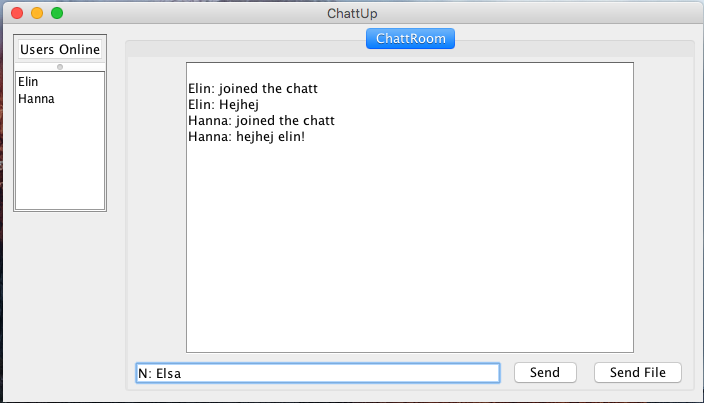 ChattUp
Users Online
Elin
Hanna
ChattRoom
Elin: joined the chatt
Elin: Hejhej
Hanna: joined the chatt
Hanna: hejhej elin!
N: Elsa
Send
Send File